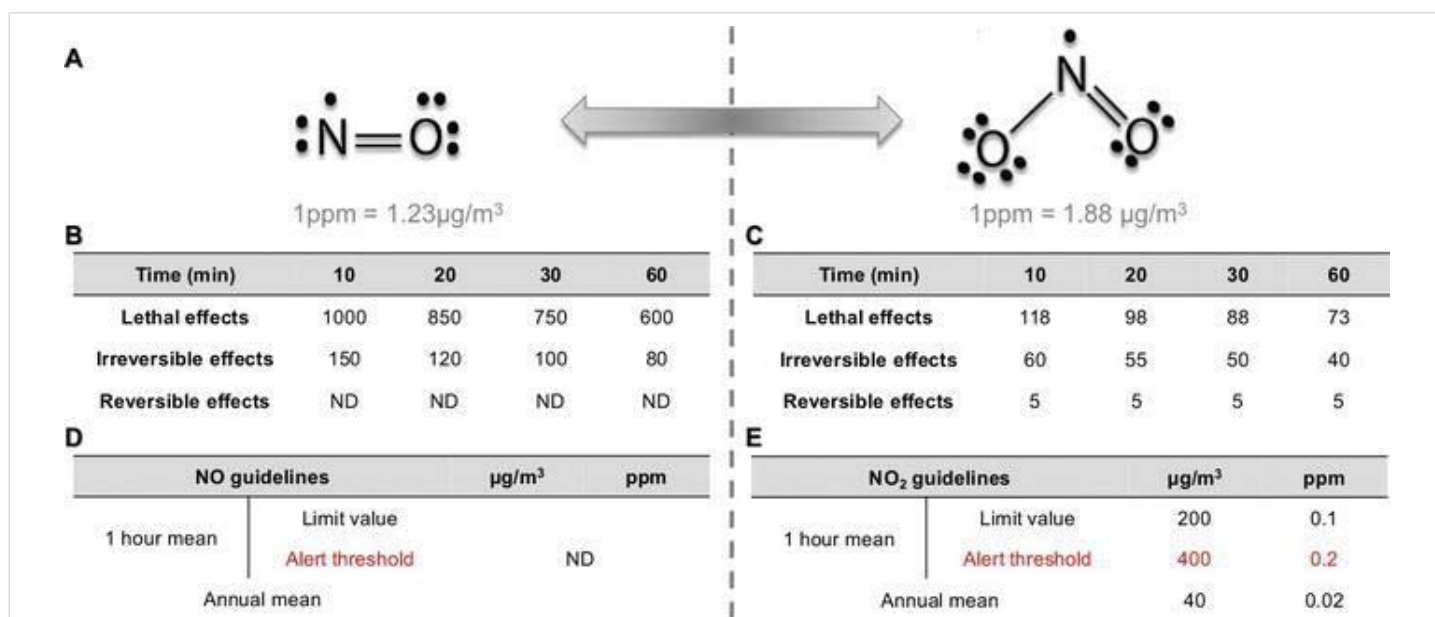 A
N O
N
O O
1ppm = 1.23µg/m³
1ppm = 1.88 µg/m³
B
Time (min) 10 20 30 60
Lethal effects 1000 850 750 600
Irreversible effects 150 120 100 80
Reversible effects ND ND ND ND
C
Time (min) 10 20 30 60
Lethal effects 118 98 88 73
Irreversible effects 60 55 50 40
Reversible effects 5 5 5 5
D
NO guidelines µg/m³ ppm
1 hour mean
Limit value
Alert threshold
ND
Annual mean
E
NO₂ guidelines µg/m³ ppm
1 hour mean
Limit value 200 0.1
Alert threshold 400 0.2
Annual mean 40 0.02